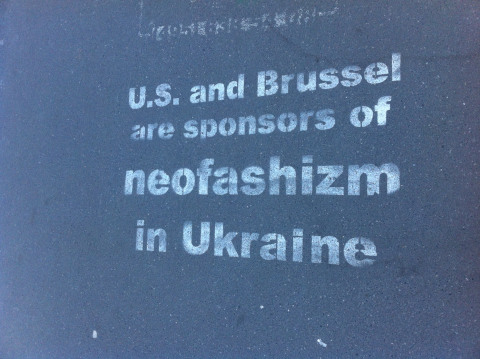 U.S. and Brussel
are sponsors of
neofashizm
in Ukraine